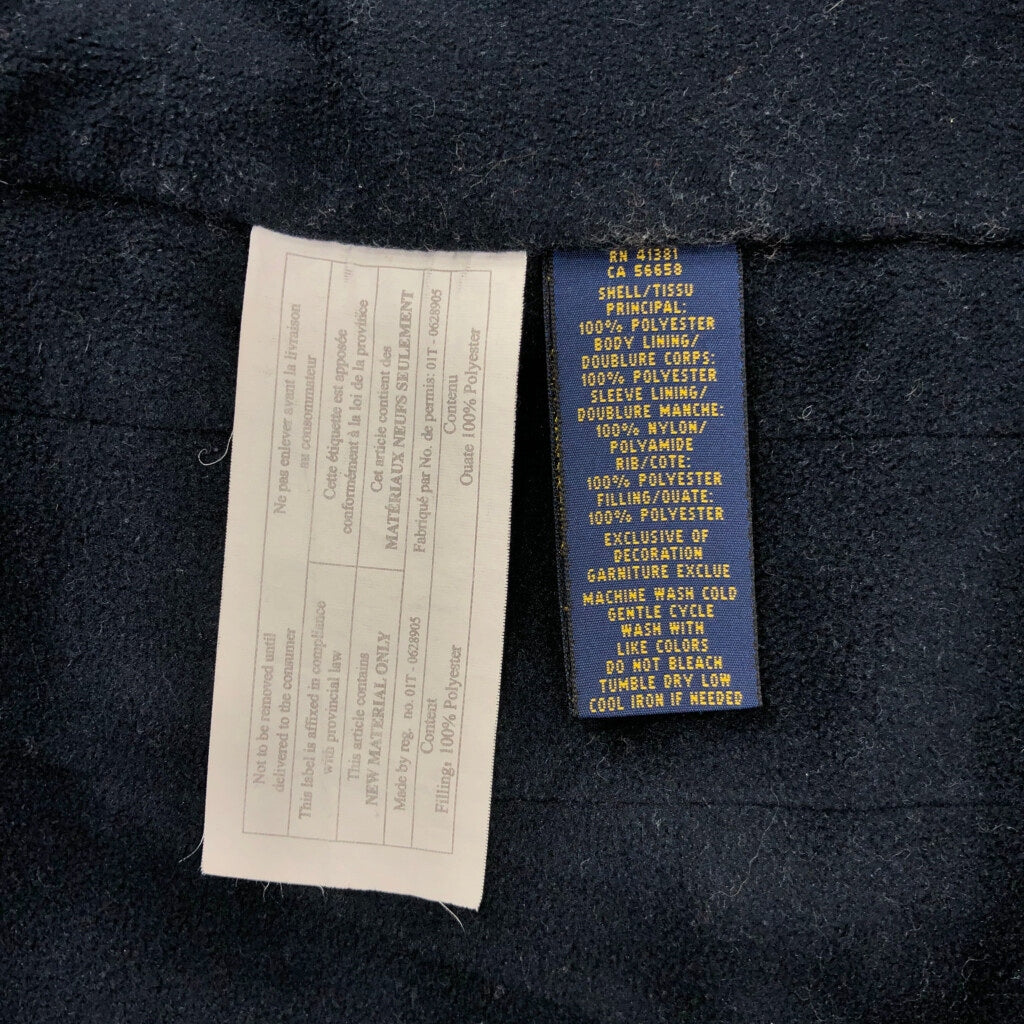 Not to be removed until
delivered to the consumer
Ne pas enlever avant la livraison
au consommateur
This label is affixed in compliance
with provincial law
Cette étiquette est apposée
conformément à la loi de la province
This article contains
NEW MATERIAL ONLY
Cet article contient des
MATÉRIAUX NEUFS SEULEMENT
Made by reg. no. 01T - 0628905
Fabriqué par No. de permis: 01T - 0628905
Content
Filling: 100% Polyester
Contenu
Ouate 100% Polyester
RN 41381
CA 56658
SHELL/TISSU
PRINCIPAL:
100% POLYESTER
BODY LINING/
DOUBLURE CORPS:
100% POLYESTER
SLEEVE LINING/
DOUBLURE MANCHE:
100% NYLON/
POLYAMIDE
RIB/COTE:
100% POLYESTER
FILLING/OUATE:
100% POLYESTER
EXCLUSIVE OF
DECORATION
GARNITURE EXCLUE
MACHINE WASH COLD
GENTLE CYCLE
WASH WITH
LIKE COLORS
DO NOT BLEACH
TUMBLE DRY LOW
COOL IRON IF NEEDED